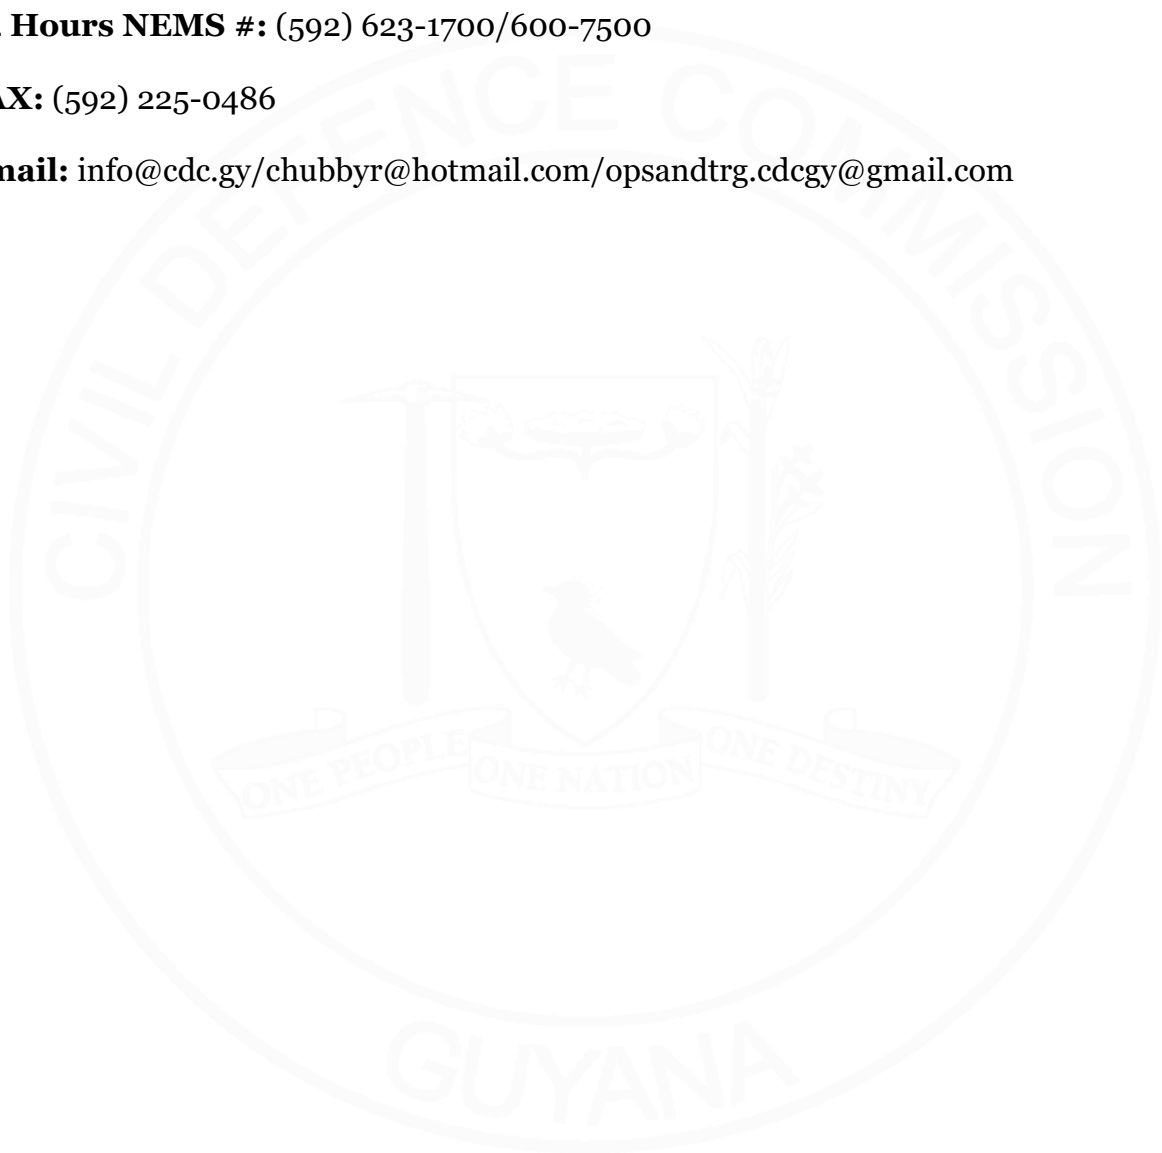 . Hours NEMS #: (592) 623-1700/600-7500
AX: (592) 225-0486
mail: info@cdc.gy/chubbyr@hotmail.com/opsandtrg.cdcgy@gmail.com
CIVIL DEFENCE COMMISSION
ONE PEOPLE ONE NATION ONE DESTINY
GUYANA